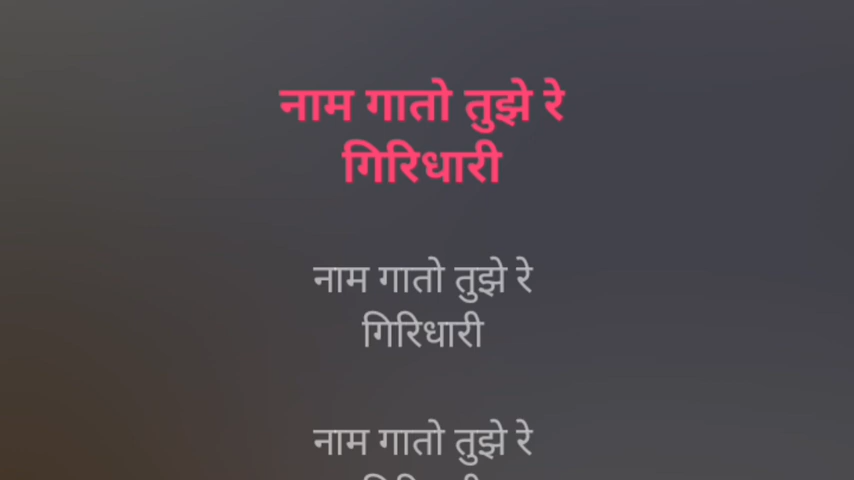 नाम गातो तुझे रे
गिरिधारी
नाम गातो तुझे रे
गिरिधारी
नाम गातो तुझे रे